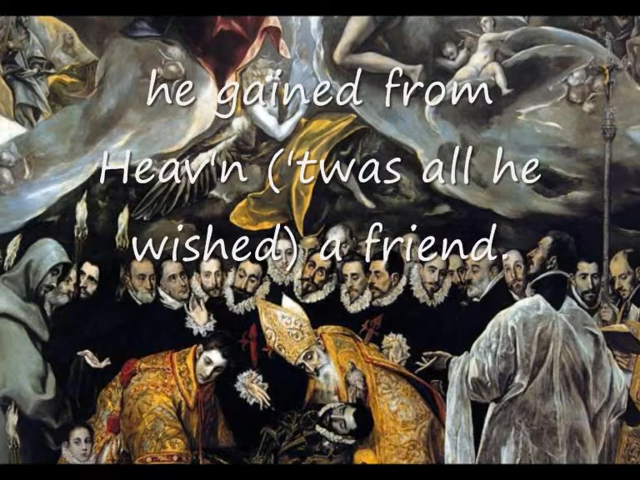 he gained from
Heav'n ('twas all he
wished) a friend.